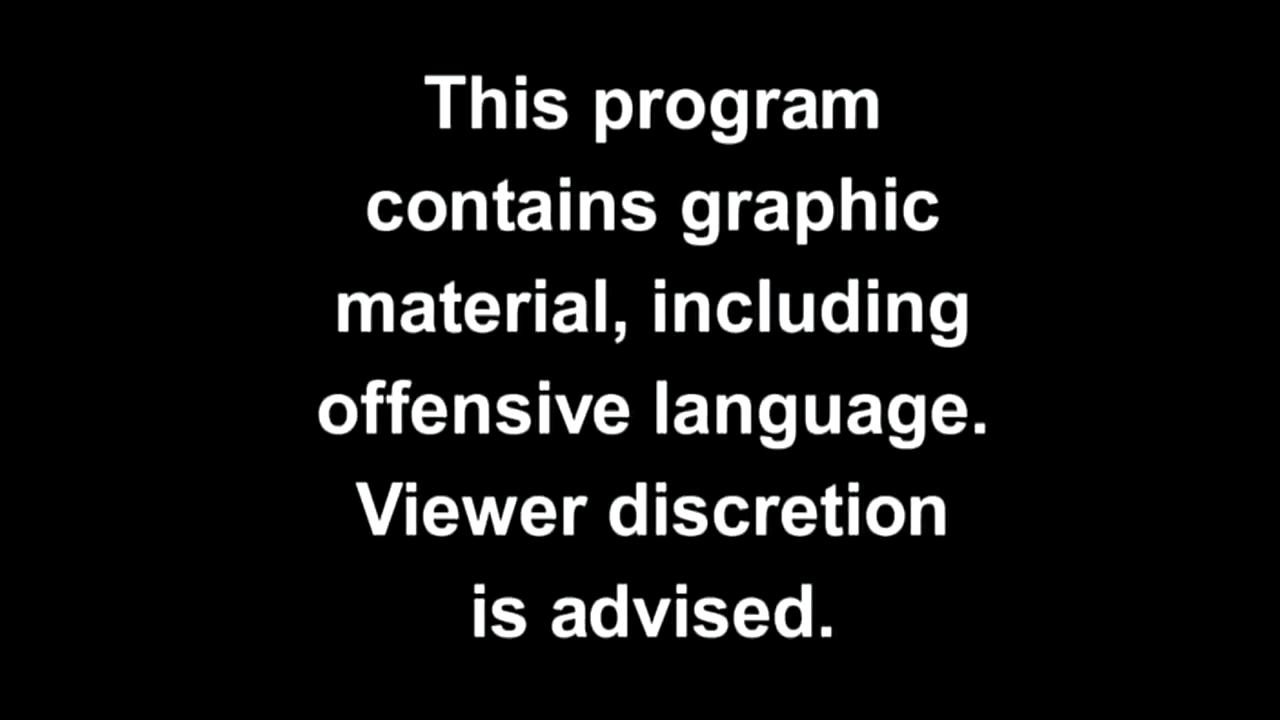 This program
contains graphic
material, including
offensive language.
Viewer discretion
is advised.